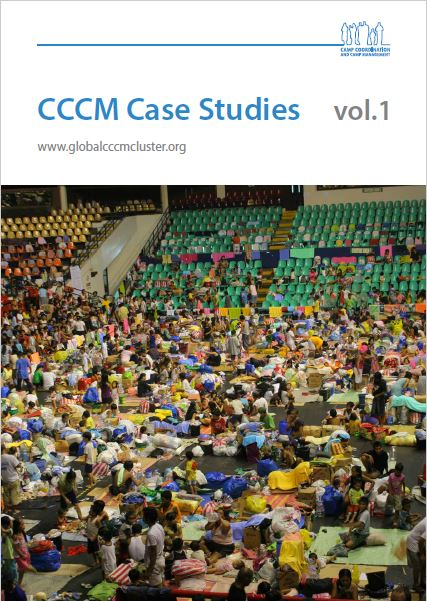 CAMP COORDINATION
AND CAMP MANAGEMENT
CCCM Case Studies vol.1
www.globalcccmcluster.org